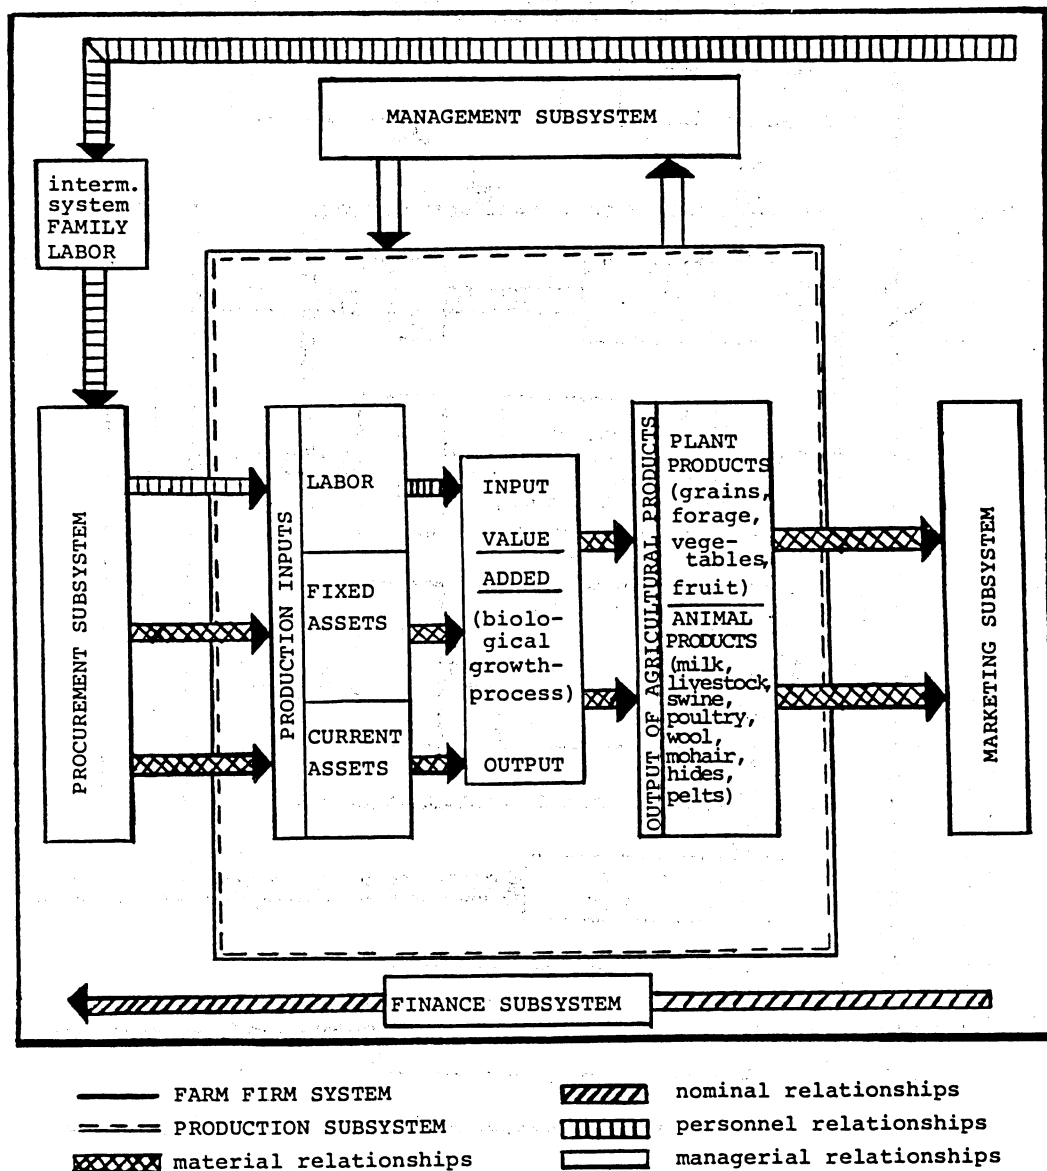 MANAGEMENT SUBSYSTEM
interm.
system
FAMILY
LABOR
PROCUREMENT SUBSYSTEM
PRODUCTION INPUTS
LABOR
FIXED
ASSETS
CURRENT
ASSETS
INPUT
VALUE
ADDED
(biolo-
gical
growth-
process)
OUTPUT
OUTPUT OF AGRICULTURAL PRODUCTS
PLANT
PRODUCTS
(grains,
forage,
vege-
tables,
fruit)
ANIMAL
PRODUCTS
(milk,
livestock,
swine,
poultry,
wool,
mohair,
hides,
pelts)
MARKETING SUBSYSTEM
FINANCE SUBSYSTEM
FARM FIRM SYSTEM
PRODUCTION SUBSYSTEM
material relationships
nominal relationships
personnel relationships
managerial relationships